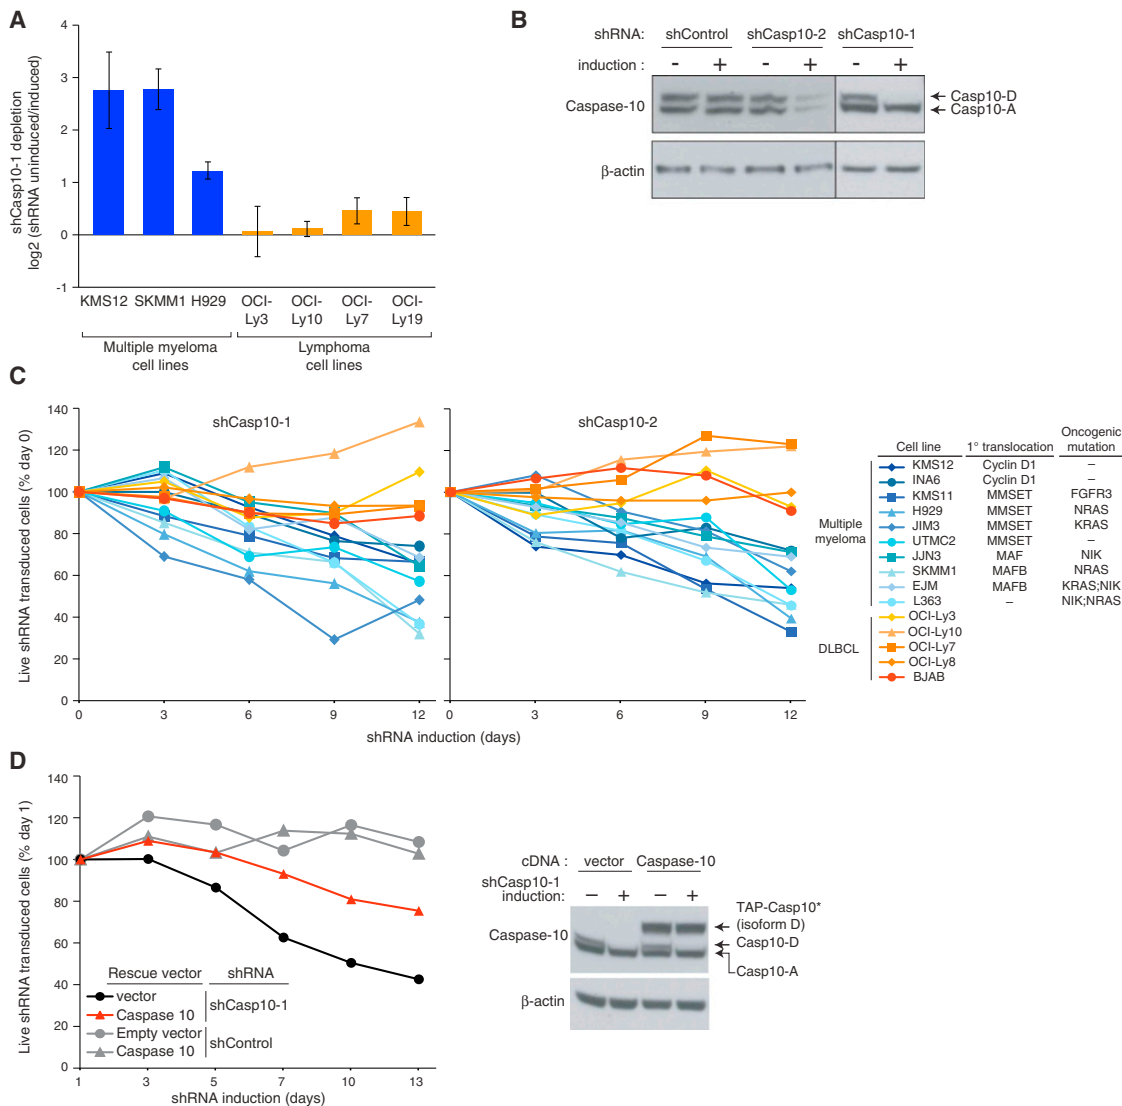 A
shCasp10-1 depletion
log2 (shRNA uninduced/induced)
4
3
2
1
0
-1
KMS12 SKMM1 H929 OCI-Ly3 OCI-Ly10 OCI-Ly7 OCI-Ly19
Multiple myeloma
cell lines
Lymphoma
cell lines
B
shRNA: shControl shCasp10-2 shCasp10-1
induction : - + - + - +
Caspase-10
Casp10-D
Casp10-A
β-actin
C
Live shRNA transduced cells (% day 0)
140
120
100
80
60
40
20
0
shCasp10-1
shCasp10-2
0 3 6 9 12
0 3 6 9 12
shRNA induction (days)
Cell line 1° translocation Oncogenic mutation
Multiple myeloma
KMS12 Cyclin D1 –
INA6 Cyclin D1 –
KMS11 MMSET FGFR3
H929 MMSET NRAS
JIM3 MMSET KRAS
UTMC2 MMSET –
JJN3 MAF NIK
SKMM1 MAFB NRAS
EJM MAFB KRAS;NIK
L363 – NIK;NRAS
DLBCL
OCI-Ly3
OCI-Ly10
OCI-Ly7
OCI-Ly8
BJAB
D
Live shRNA transduced cells (% day 1)
140
120
100
80
60
40
20
0
1 3 5 7 10 13
shRNA induction (days)
Rescue vector shRNA
vector
Caspase 10
shCasp10-1
Empty vector
Caspase 10
shControl
cDNA : vector Caspase-10
shCasp10-1
induction: – + – +
Caspase-10
TAP-Casp10*
(isoform D)
Casp10-D
Casp10-A
β-actin